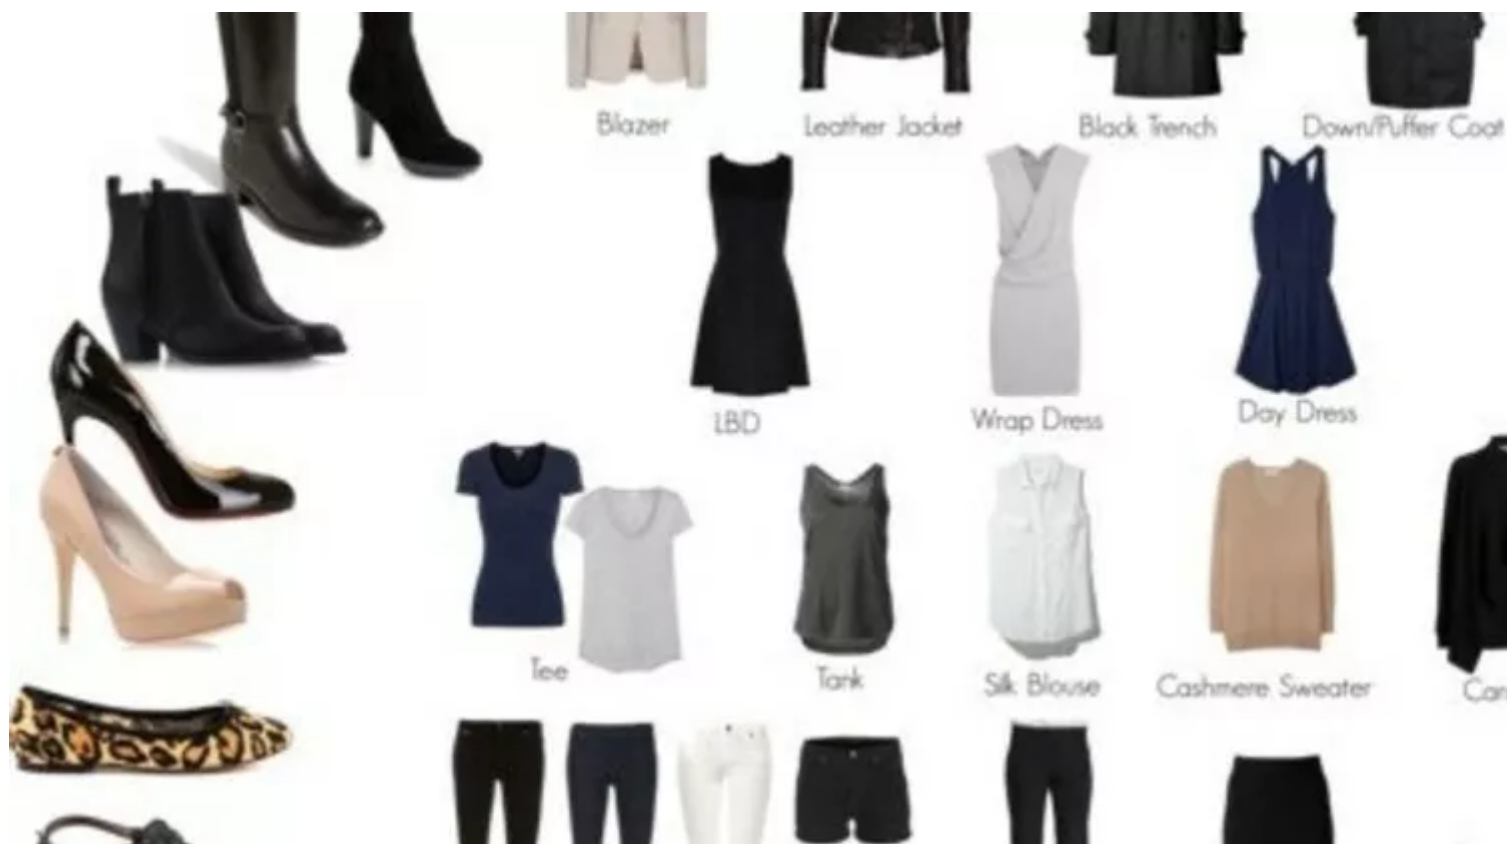 Blazer
Leather Jacket
Black Trench
Down/Puffer Coat
LBD
Wrap Dress
Day Dress
Tee
Tank
Silk Blouse
Cashmere Sweater